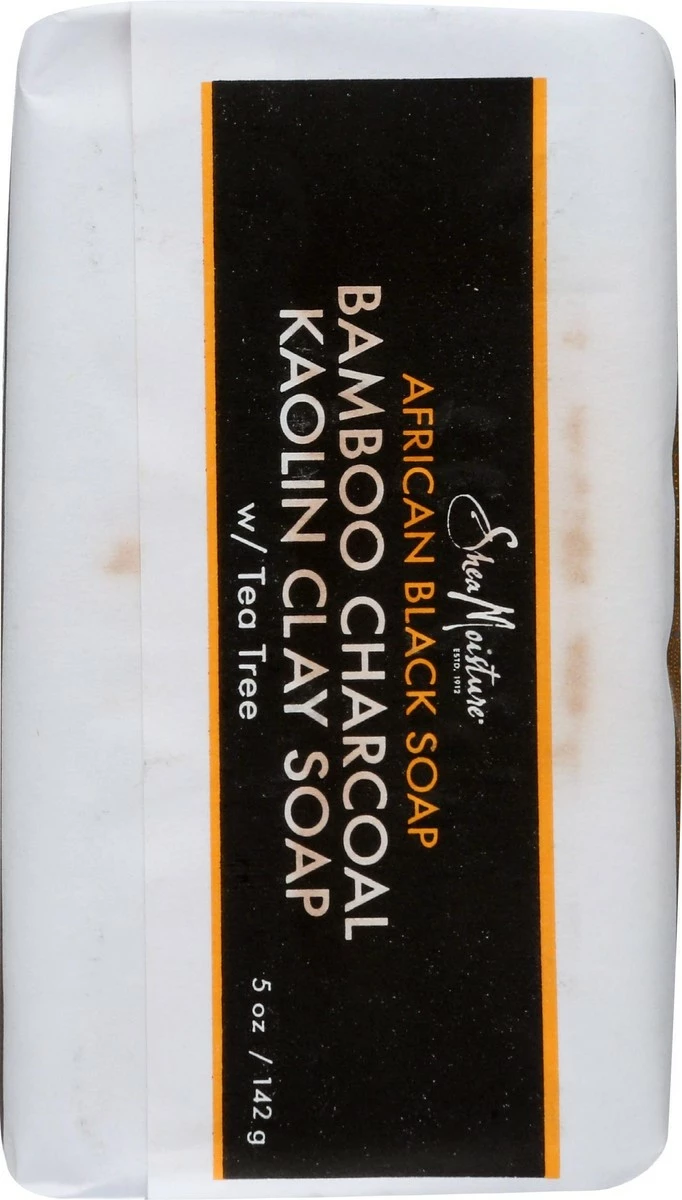 SheaMoisture
ESTD. 1912
AFRICAN BLACK SOAP
BAMBOO CHARCOAL
KAOLIN CLAY SOAP
w/ Tea Tree
5 oz / 142 g